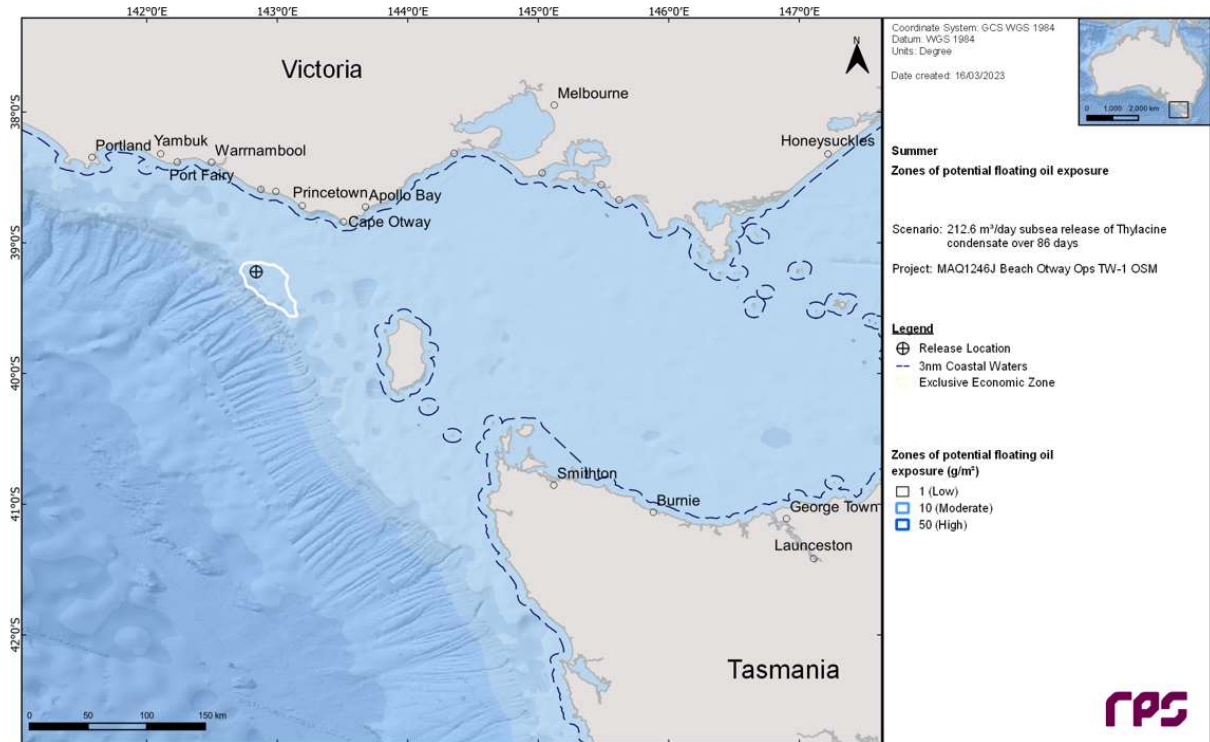 142°0'E 143°0'E 144°0'E 145°0'E 146°0'E 147°0'E
38°0'S
39°0'S
40°0'S
41°0'S
42°0'S
Victoria
N
Melbourne
Portland
Yambuk
Warrnambool
Port Fairy
Princetown
Apollo Bay
Cape Otway
Honeysuckles
Smithton
Burnie
George Town
Launceston
Tasmania
0 50 100 150 km
Coordinate System: GCS WGS 1984
Datum: WGS 1984
Units: Degree
Date created: 16/03/2023
0 1,000 2,000 km
Summer
Zones of potential floating oil exposure
Scenario: 212.6 m³/day subsea release of Thylacine
condensate over 86 days
Project: MAQ1246J Beach Otway Ops TW-1 OSM
Legend
Release Location
3nm Coastal Waters
Exclusive Economic Zone
Zones of potential floating oil
exposure (g/m²)
1 (Low)
10 (Moderate)
50 (High)
rps